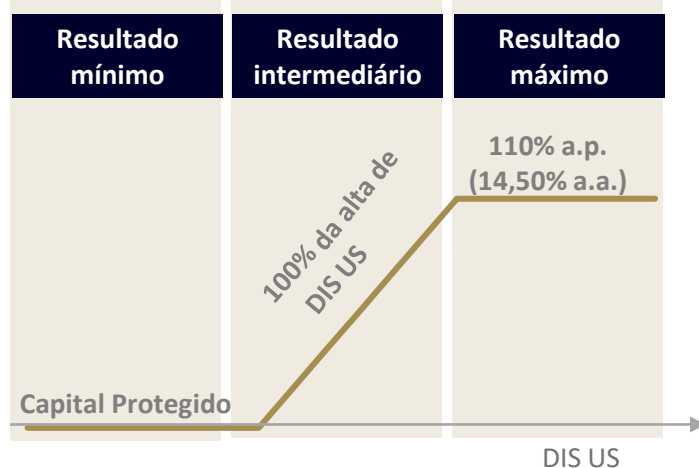 Resultado
mínimo
Resultado
intermediário
Resultado
máximo
100% da alta de
DIS US
110% a.p.
(14,50% a.a.)
Capital Protegido
DIS US